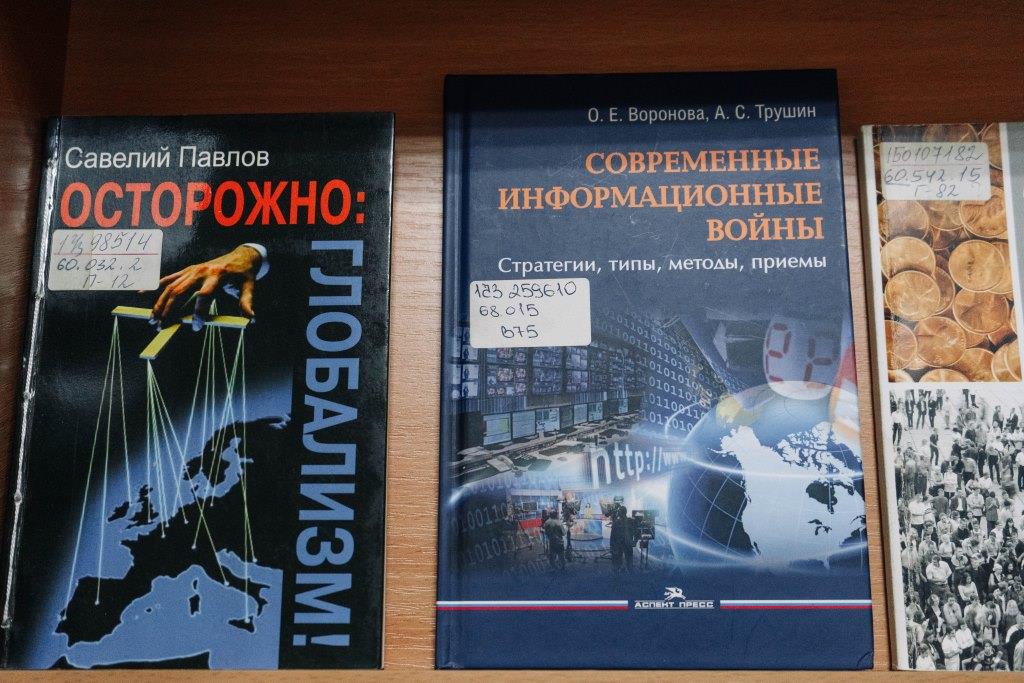 Савелий Павлов
ОСТОРОЖНО:
ГЛОБАЛИЗМ!
1 98514
60.032.2
П-12
О. Е. Воронова, А. С. Трушин
СОВРЕМЕННЫЕ
ИНФОРМАЦИОННЫЕ
ВОЙНЫ
Стратегии, типы, методы, приемы
123 259610
68.015
В75
http://www
АСПЕКТ ПРЕСС
150107182
60.542.15
Г-82